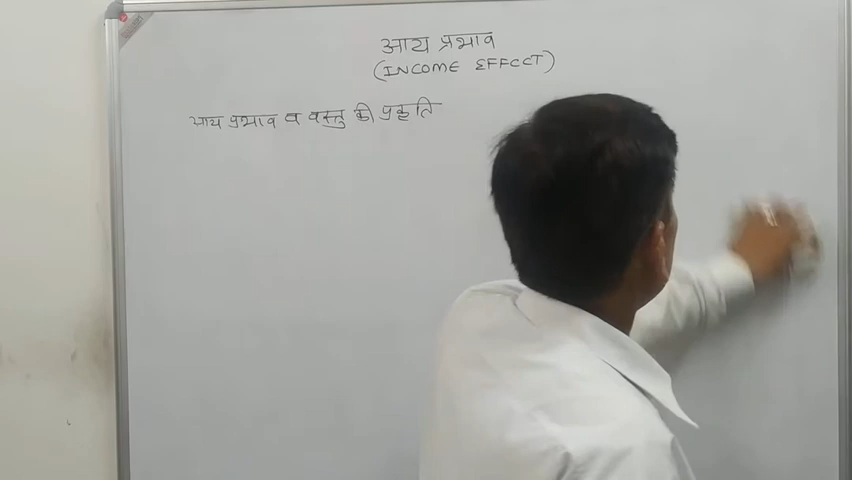 आय प्रभाव
(INCOME EFFECT)
आय प्रभाव व वस्तु की प्रकृति